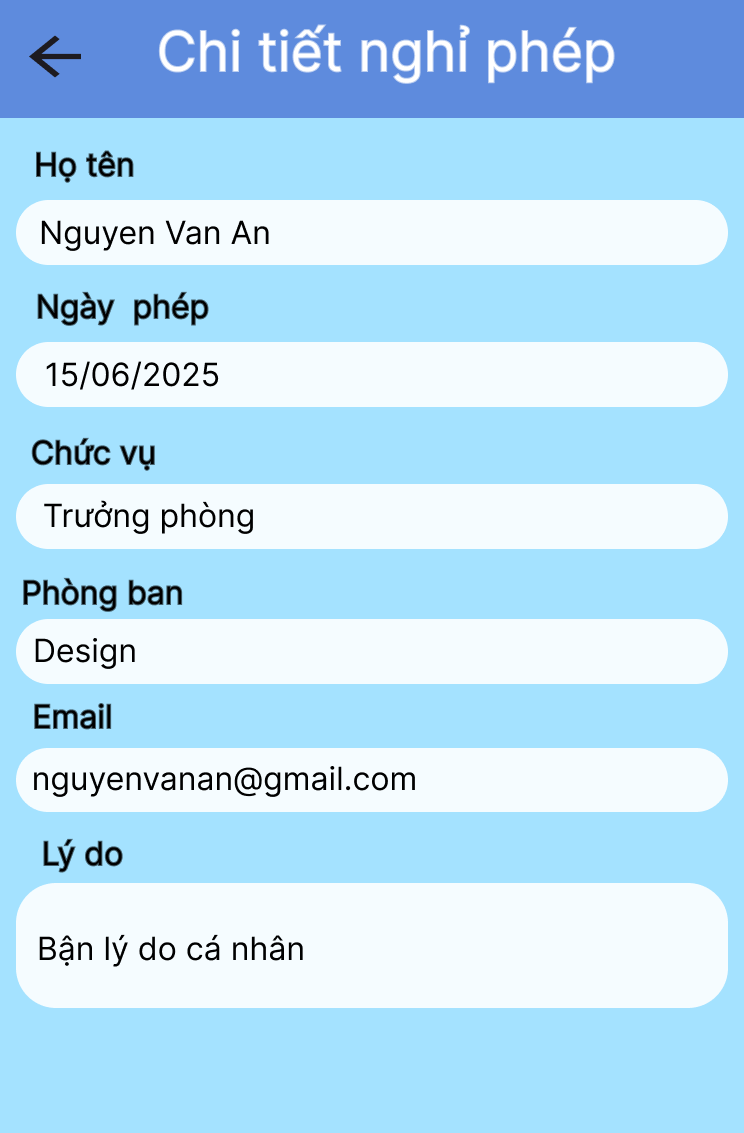 Chi tiết nghỉ phép
Họ tên
Nguyen Van An
Ngày phép
15/06/2025
Chức vụ
Trưởng phòng
Phòng ban
Design
Email
nguyenvanan@gmail.com
Lý do
Bận lý do cá nhân